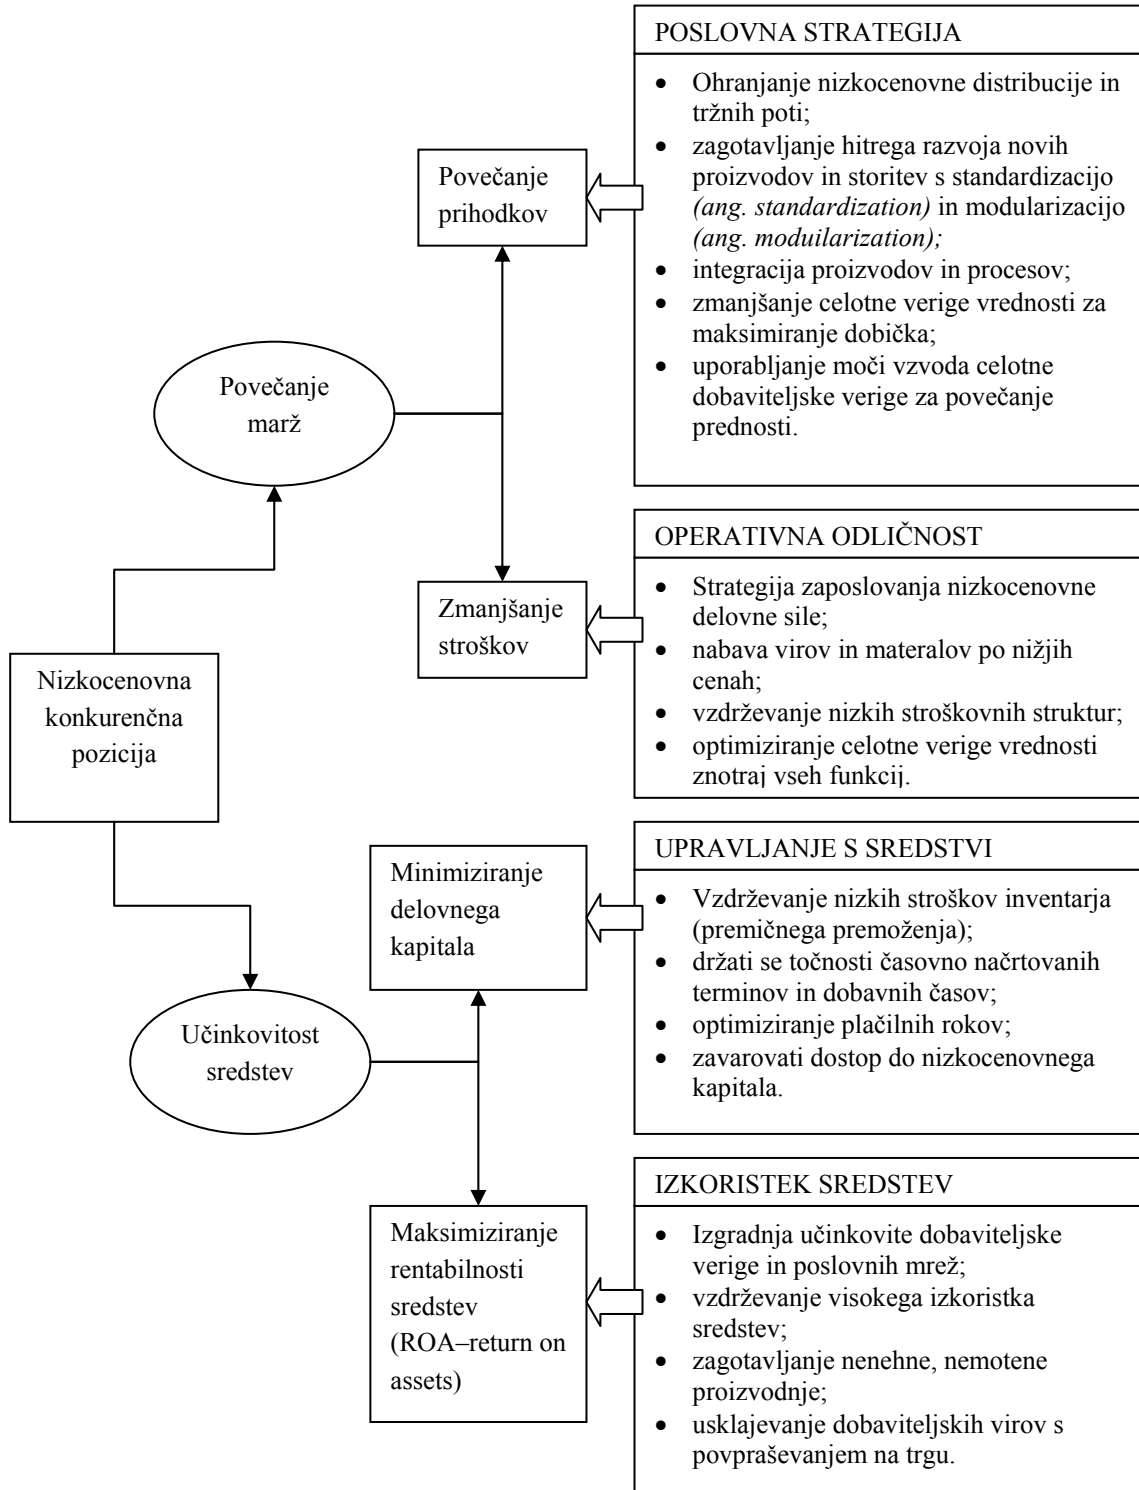 POSLOVNA STRATEGIJA
• Ohranjanje nizkocenovne distribucije in
tržnih poti;
• zagotavljanje hitrega razvoja novih
proizvodov in storitev s standardizacijo
(ang. standardization) in modularizacijo
(ang. moduilarization);
• integracija proizvodov in procesov;
• zmanjšanje celotne verige vrednosti za
maksimiranje dobička;
• uporabljanje moči vzvoda celotne
dobaviteljske verige za povečanje
prednosti.
Povečanje
prihodkov
Povečanje
marž
OPERATIVNA ODLIČNOST
• Strategija zaposlovanja nizkocenovne
delovne sile;
• nabava virov in materalov po nižjih
cenah;
• vzdrževanje nizkih stroškovnih struktur;
• optimiziranje celotne verige vrednosti
znotraj vseh funkcij.
Zmanjšanje
stroškov
Nizkocenovna
konkurenčna
pozicija
UPRAVLJANJE S SREDSTVI
• Vzdrževanje nizkih stroškov inventarja
(premičnega premoženja);
• držati se točnosti časovno načrtovanih
terminov in dobavnih časov;
• optimiziranje plačilnih rokov;
• zavarovati dostop do nizkocenovnega
kapitala.
Minimiziranje
delovnega
kapitala
Učinkovitost
sredstev
IZKORISTEK SREDSTEV
• Izgradnja učinkovite dobaviteljske
verige in poslovnih mrež;
• vzdrževanje visokega izkoristka
sredstev;
• zagotavljanje nenehne, nemotene
proizvodnje;
• usklajevanje dobaviteljskih virov s
povpraševanjem na trgu.
Maksimiziranje
rentabilnosti
sredstev
(ROA–return on
assets)